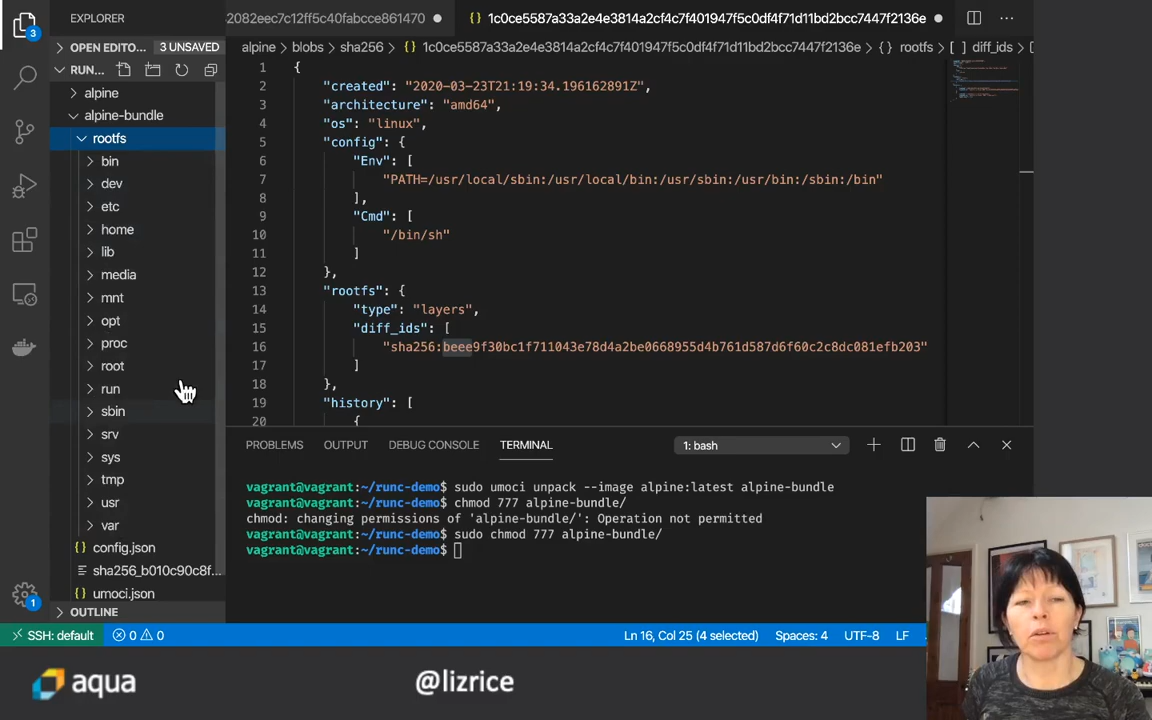 EXPLORER
2082eec7c12ff5c40fabcce861470
{} 1c0ce5587a33a2e4e3814a2cf4c7f401947f5c0df4f71d11bd2bcc7447f2136e
3
OPEN EDITO... 3 UNSAVED
alpine > blobs > sha256 > {} 1c0ce5587a33a2e4e3814a2cf4c7f401947f5c0df4f71d11bd2bcc7447f2136e > {} rootfs > [ ] diff_ids >
RUN...
alpine
alpine-bundle
rootfs
bin
dev
etc
home
lib
media
mnt
opt
proc
root
run
sbin
srv
sys
tmp
usr
var
{} config.json
sha256_b010c90c8f...
{} umoci.json
OUTLINE
1 {
2 "created": "2020-03-23T21:19:34.196162891Z",
3 "architecture": "amd64",
4 "os": "linux",
5 "config": {
6 "Env": [
7 "PATH=/usr/local/sbin:/usr/local/bin:/usr/sbin:/usr/bin:/sbin:/bin"
8 ],
9 "Cmd": [
10 "/bin/sh"
11 ]
12 },
13 "rootfs": {
14 "type": "layers",
15 "diff_ids": [
16 "sha256:beee9f30bc1f711043e78d4a2be0668955d4b761d587d6f60c2c8dc081efb203"
17 ]
18 },
19 "history": [
20 {
PROBLEMS OUTPUT DEBUG CONSOLE TERMINAL 1: bash
vagrant@vagrant:~/runc-demo$ sudo umoci unpack --image alpine:latest alpine-bundle
vagrant@vagrant:~/runc-demo$ chmod 777 alpine-bundle/
chmod: changing permissions of 'alpine-bundle/': Operation not permitted
vagrant@vagrant:~/runc-demo$ sudo chmod 777 alpine-bundle/
vagrant@vagrant:~/runc-demo$
1
SSH: default 0 0 Ln 16, Col 25 (4 selected) Spaces: 4 UTF-8 LF
aqua @lizrice